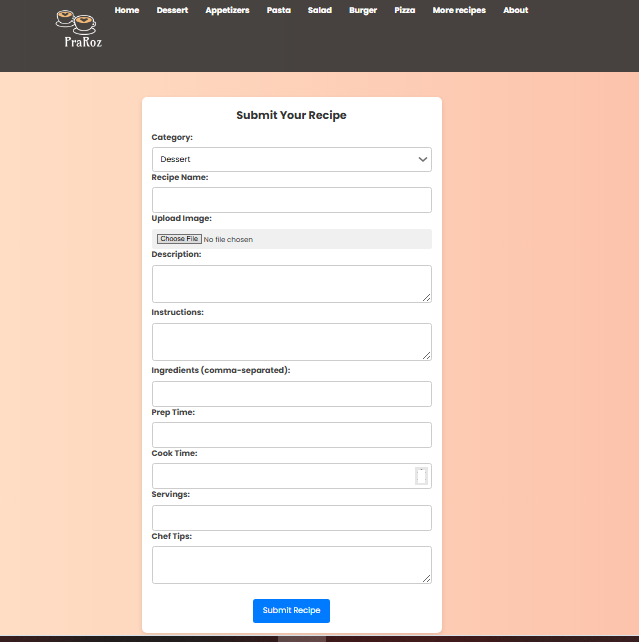 Home Dessert Appetizers Pasta Salad Burger Pizza More recipes About
PraRoz
Submit Your Recipe
Category:
Dessert
Recipe Name:
Upload Image:
Choose File No file chosen
Description:
Instructions:
Ingredients (comma-separated):
Prep Time:
Cook Time:
Servings:
Chef Tips:
Submit Recipe